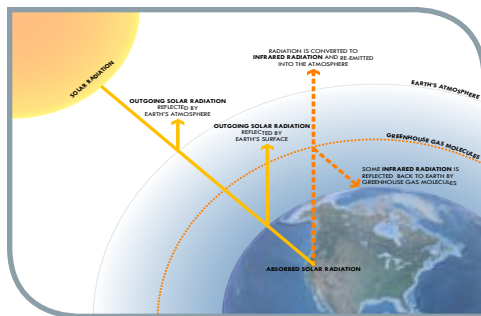 SOLAR RADIATION
RADIATION IS CONVERTED TO
INFRARED RADIATION AND RE-EMITTED
INTO THE ATMOSPHERE
EARTH'S ATMOSPHERE
OUTGOING SOLAR RADIATION
REFLECTED BY
EARTH'S ATMOSPHERE
OUTGOING SOLAR RADIATION
REFLECTED BY
EARTH'S SURFACE
GREENHOUSE GAS MOLECULES
SOME INFRARED RADIATION IS
REFLECTED BACK TO EARTH BY
GREENHOUSE GAS MOLECULES
ABSORBED SOLAR RADIATION